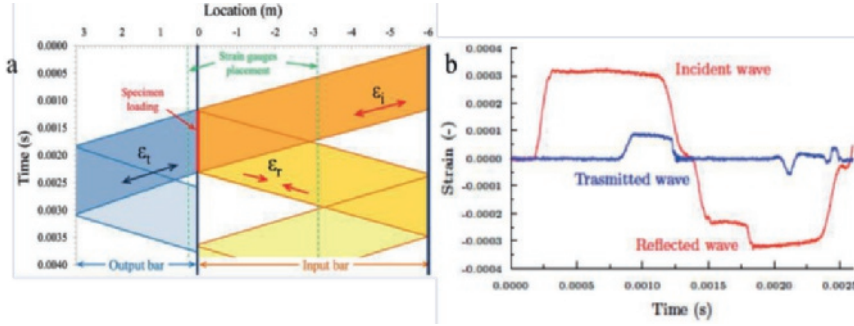 Location (m)
3 2 1 0 -1 -2 -3 -4 -5 -6
a
0.0000
0.0005
0.0010
0.0015
0.0020
0.0025
0.0030
0.0035
0.0040
Time (s)
Strain gauges
placement
Specimen
loading
εi
εt
εr
Output bar
Input bar
b
0.0004
0.0003
0.0002
0.0001
0.0000
-0.0001
-0.0002
-0.0003
-0.0004
Strain (-)
Incident wave
Trasmitted wave
Reflected wave
0.0000 0.0005 0.0010 0.0015 0.0020
Time (s)